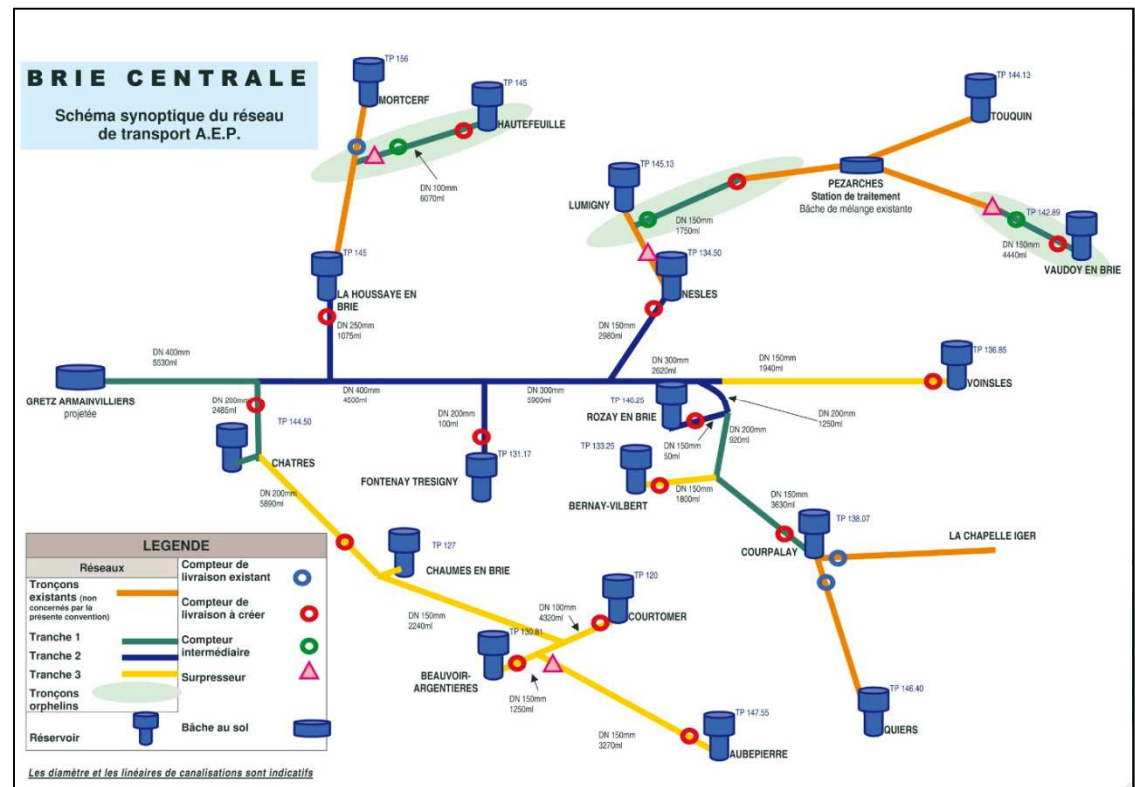 BRIE CENTRALE
Schéma synoptique du réseau
de transport A.E.P.
TP 156
MORTCERF
TP 145
HAUTEFEUILLE
DN 100mm
6070ml
TP 145
LA HOUSSAYE EN
BRIE
DN 250mm
1075ml
TP 145.13
LUMIGNY
DN 150mm
1750ml
TP 134.50
NESLES
DN 150mm
2980ml
TP 144.13
TOUQUIN
PEZARCHES
Station de traitement
Bâche de mélange existante
TP 142.89
DN 150mm
4440ml
VAUDOY EN BRIE
DN 400mm
5530ml
GRETZ ARMAINVILLIERS
projetée
DN 400mm
4500ml
DN 300mm
5900ml
DN 300mm
2620ml
DN 150mm
1940ml
TP 136.85
VOINSLES
DN 200mm
2485ml
TP 144.50
CHATRES
DN 200mm
100ml
TP 131.17
FONTENAY TRESIGNY
TP 140.25
ROZAY EN BRIE
DN 200mm
1250ml
DN 200mm
920ml
DN 150mm
50ml
TP 133.25
BERNAY-VILBERT
DN 150mm
1800ml
DN 150mm
3630ml
TP 138.07
COURPALAY
LA CHAPELLE IGER
DN 200mm
5890ml
TP 127
CHAUMES EN BRIE
DN 150mm
2240ml
DN 100mm
4320ml
TP 120
COURTOMER
TP 130.81
BEAUVOIR-
ARGENTIERES
DN 150mm
1250ml
DN 150mm
3270ml
TP 147.55
AUBEPIERRE
TP 146.40
QUIERS
LEGENDE
Réseaux
Tronçons
existants (non
concernés par la
présente convention)
Tranche 1
Tranche 2
Tranche 3
Tronçons
orphelins
Réservoir
Compteur de
livraison existant
Compteur de
livraison à créer
Compteur
intermédiaire
Surpresseur
Bâche au sol
Les diamètre et les linéaires de canalisations sont indicatifs